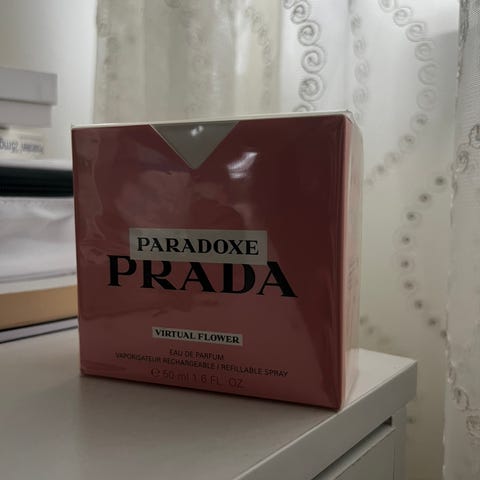 PARADOXE
PRADA
VIRTUAL FLOWER
EAU DE PARFUM
VAPORISATEUR RECHARGEABLE / REFILLABLE SPRAY
℮ 50 ml 1.6 FL. OZ.